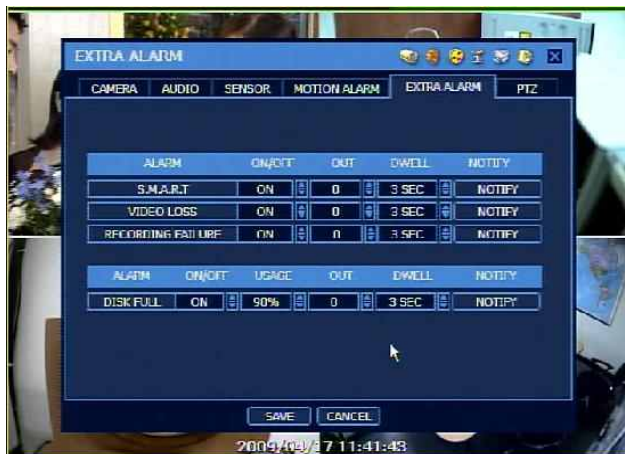 EXTRA ALARM
CAMERA AUDIO SENSOR MOTION ALARM EXTRA ALARM PTZ
ALARM ON/OFF OUT DWELL NOTIFY
S.M.A.R.T ON 0 3 SEC NOTIFY
VIDEO LOSS ON 0 3 SEC NOTIFY
RECORDING FAILURE ON 0 3 SEC NOTIFY
ALARM ON/OFF USAGE OUT DWELL NOTIFY
DISK FULL ON 90% 0 3 SEC NOTIFY
SAVE CANCEL
2009/04/17 11:41:43